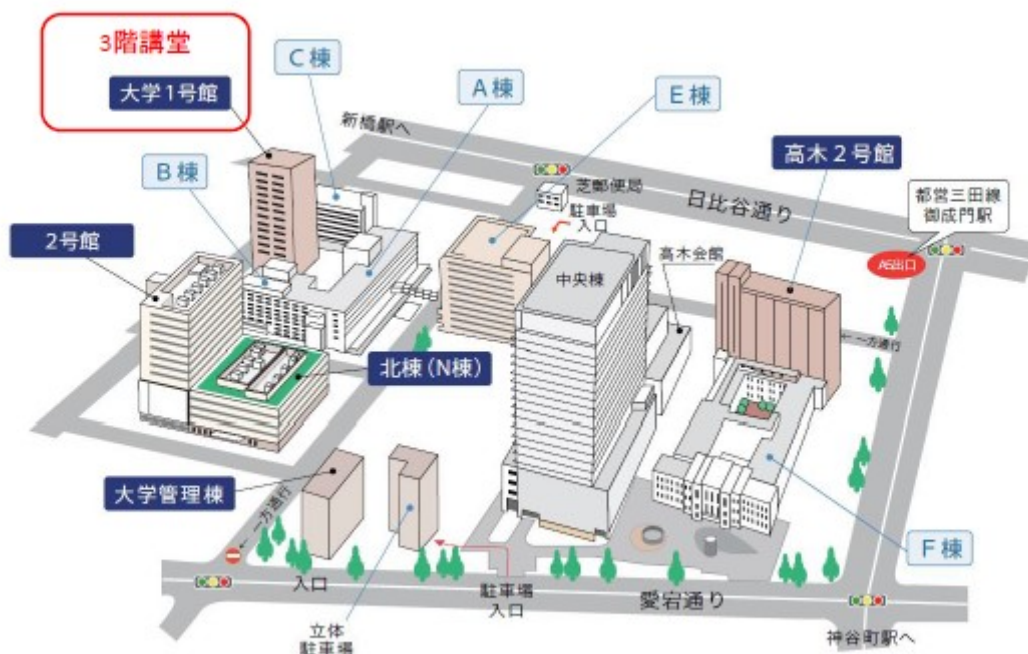 3階講堂
大学1号館
C棟
A棟
E棟
新橋駅へ
芝郵便局
駐車場
入口
日比谷通り
高木2号館
都営三田線
御成門駅
A5出口
B棟
2号館
中央棟
高木会館
一方通行
北棟(N棟)
大学管理棟
一方通行
F棟
入口
立体
駐車場
駐車場
入口
愛宕通り
神谷町駅へ